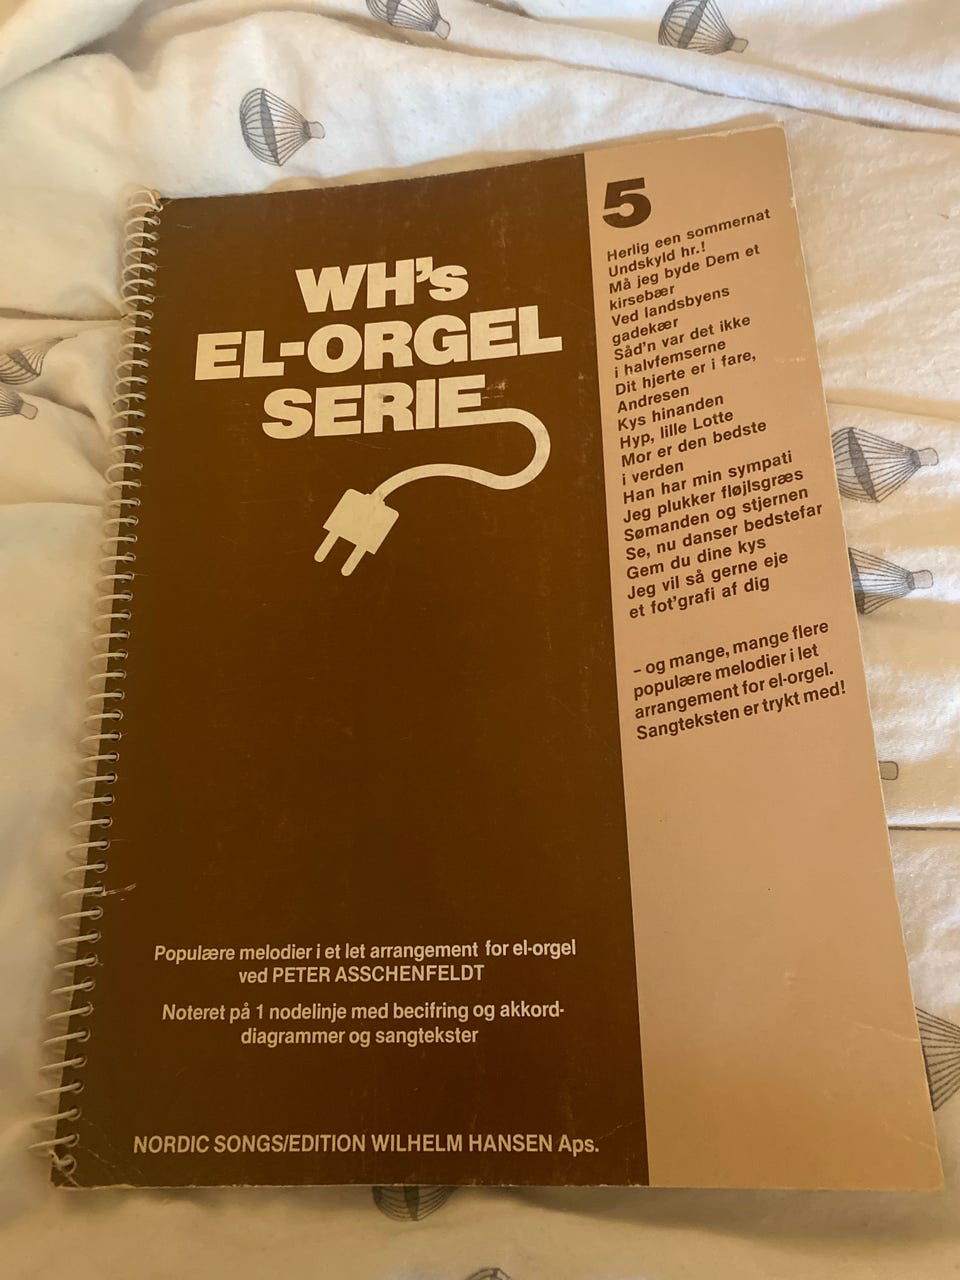 WH's
EL-ORGEL
SERIE
5
Herlig een sommernat
Undskyld hr.!
Må jeg byde Dem et
kirsebær
Ved landsbyens
gadekær
Såd'n var det ikke
i halvfemserne
Dit hjerte er i fare,
Andresen
Kys hinanden
Hyp, lille Lotte
Mor er den bedste
i verden
Han har min sympati
Jeg plukker fløjlsgræs
Sømanden og stjernen
Se, nu danser bedstefar
Gem du dine kys
Jeg vil så gerne eje
et fot'grafi af dig
– og mange, mange flere
populære melodier i let
arrangement for el-orgel.
Sangteksten er trykt med!
Populære melodier i et let arrangement for el-orgel
ved PETER ASSCHENFELDT
Noteret på 1 nodelinje med becifring og akkord-
diagrammer og sangtekster
NORDIC SONGS/EDITION WILHELM HANSEN Aps.